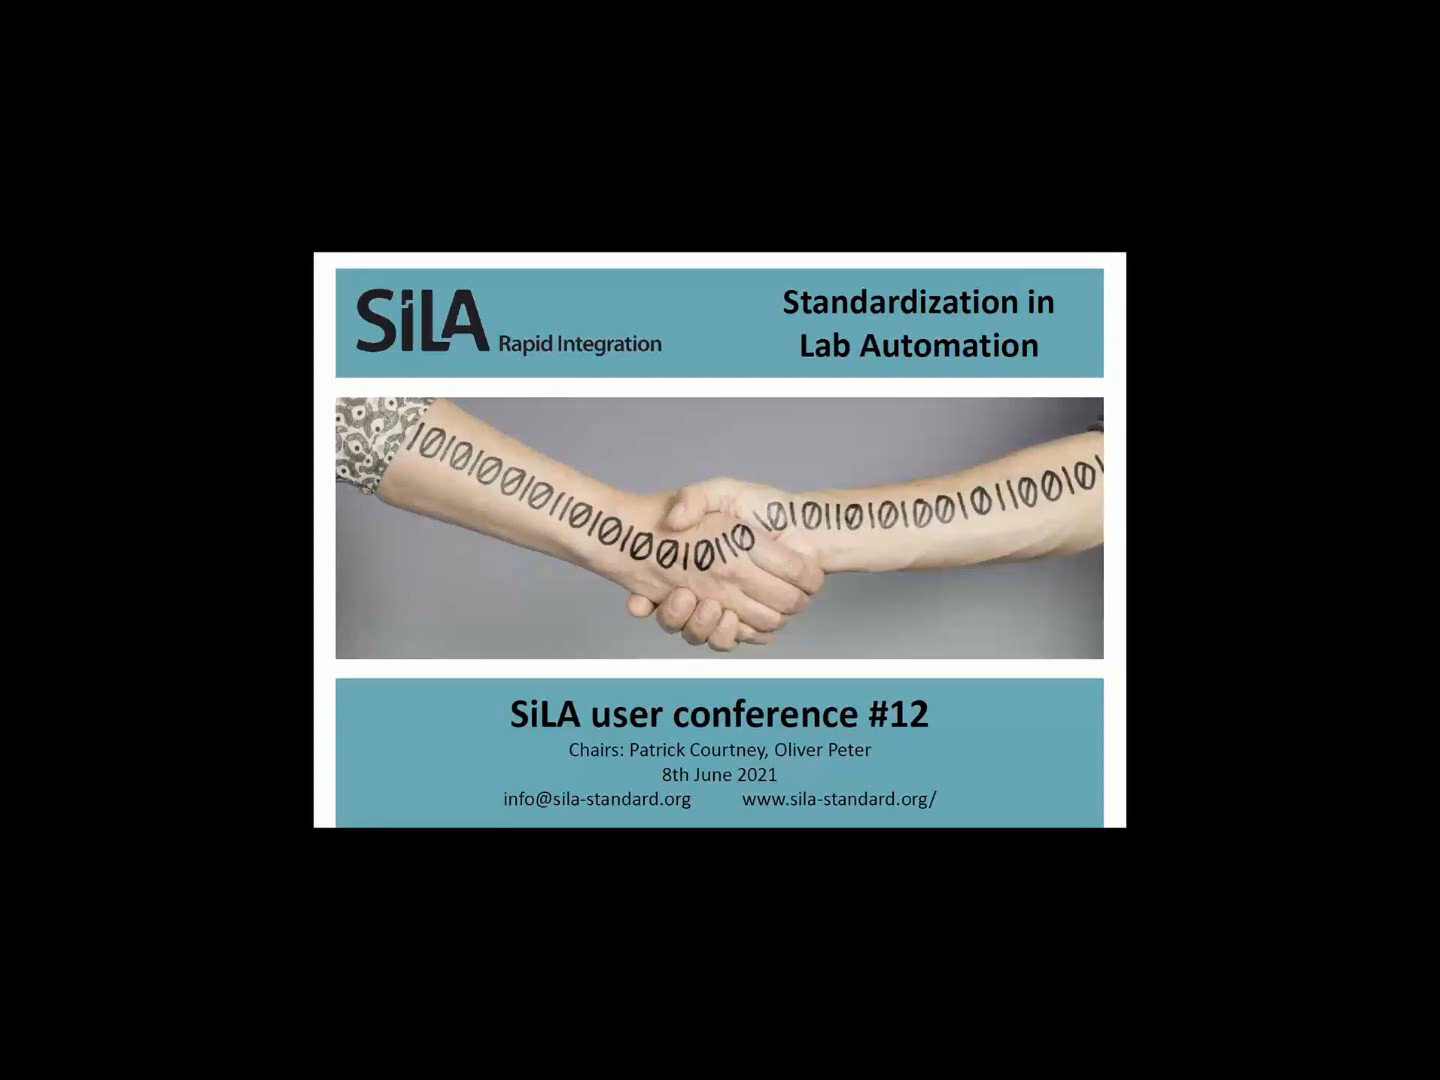 SiLA Rapid Integration
Standardization in
Lab Automation
SiLA user conference #12
Chairs: Patrick Courtney, Oliver Peter
8th June 2021
info@sila-standard.org www.sila-standard.org/